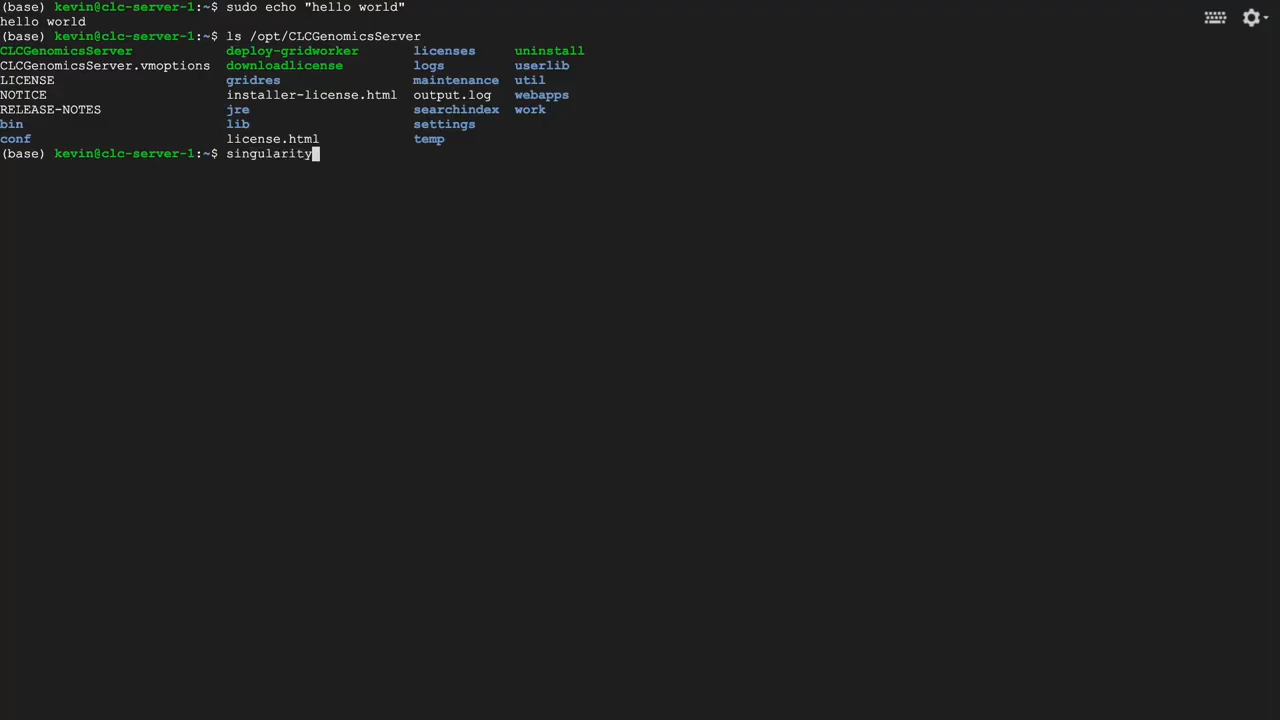 (base) kevin@clc-server-1:~$ sudo echo "hello world"
hello world
(base) kevin@clc-server-1:~$ ls /opt/CLCGenomicsServer
CLCGenomicsServer deploy-gridworker licenses uninstall
CLCGenomicsServer.vmoptions downloadlicense logs userlib
LICENSE gridres maintenance util
NOTICE installer-license.html output.log webapps
RELEASE-NOTES jre searchindex work
bin lib settings
conf license.html temp
(base) kevin@clc-server-1:~$ singularity